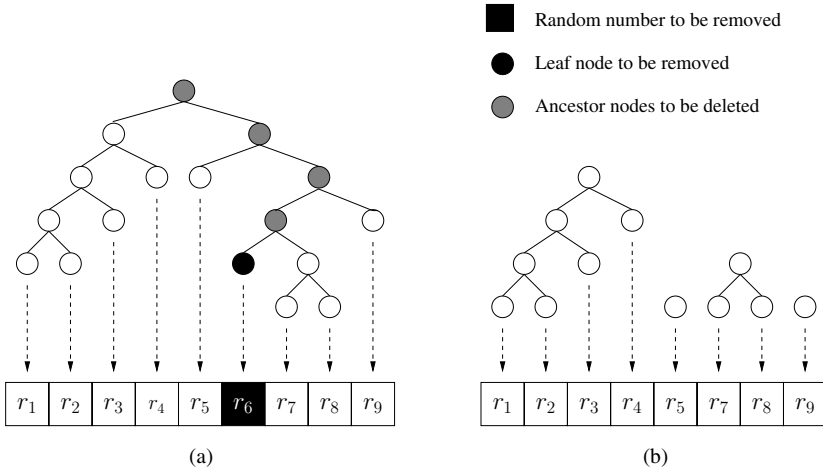 Random number to be removed
Leaf node to be removed
Ancestor nodes to be deleted
r1 r2 r3 r4 r5 r6 r7 r8 r9
r1 r2 r3 r4 r5 r7 r8 r9
(a)
(b)